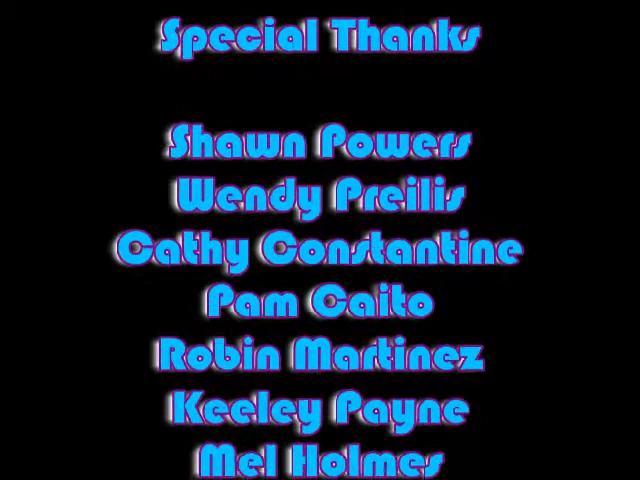 Special Thanks
Shawn Powers
Wendy Preilis
Cathy Constantine
Pam Caito
Robin Martinez
Keeley Payne
Mel Holmes